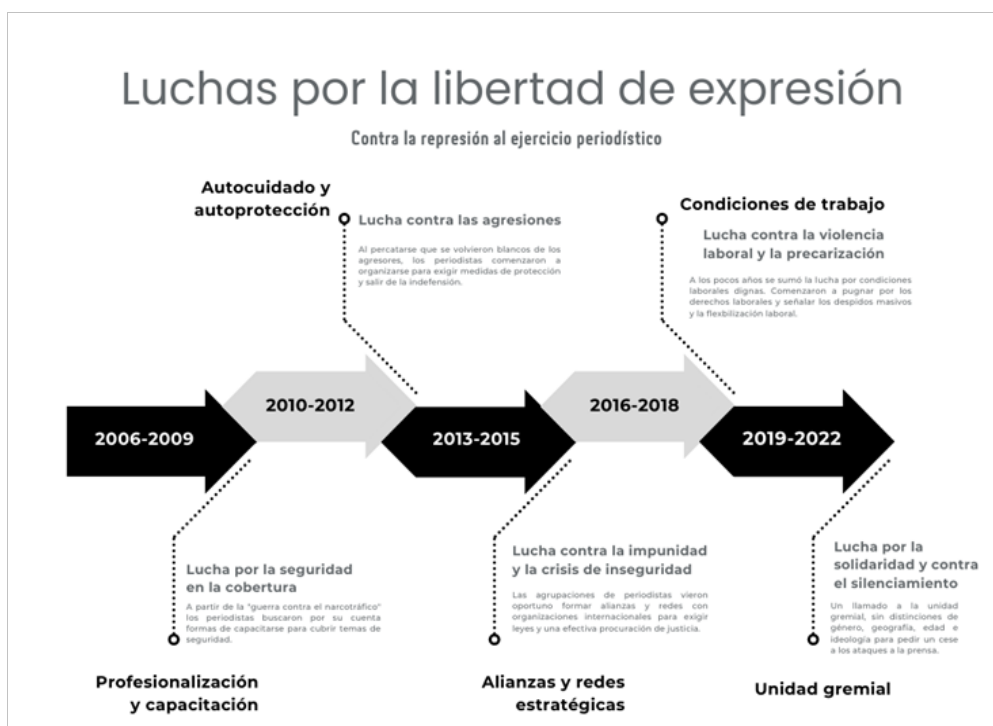 Luchas por la libertad de expresión
Contra la represión al ejercicio periodístico
Autocuidado y
autoprotección
Lucha contra las agresiones
Al percatarse que se volvieron blancos de los
agresores, los periodistas comenzaron a
organizarse para exigir medidas de protección
y salir de la indefensión.
Condiciones de trabajo
Lucha contra la violencia
laboral y la precarización
A los pocos años se sumó la lucha por condiciones
laborales dignas. Comenzaron a pugnar por los
derechos laborales y señalar los despidos masivos
y la flexbilización laboral.
2006-2009
2010-2012
2013-2015
2016-2018
2019-2022
Lucha por la seguridad
en la cobertura
A partir de la "guerra contra el narcotráfico"
los periodistas buscaron por su cuenta
formas de capacitarse para cubrir temas de
seguridad.
Profesionalización
y capacitación
Lucha contra la impunidad
y la crisis de inseguridad
Las agrupaciones de periodistas vieron
oportuno formar alianzas y redes con
organizaciones internacionales para exigir
leyes y una efectiva procuración de justicia.
Alianzas y redes
estratégicas
Lucha por la
solidaridad y contra
el silenciamiento
Un llamado a la unidad
gremial, sin distinciones de
género, geografía, edad e
ideología para pedir un cese
a los ataques a la prensa.
Unidad gremial